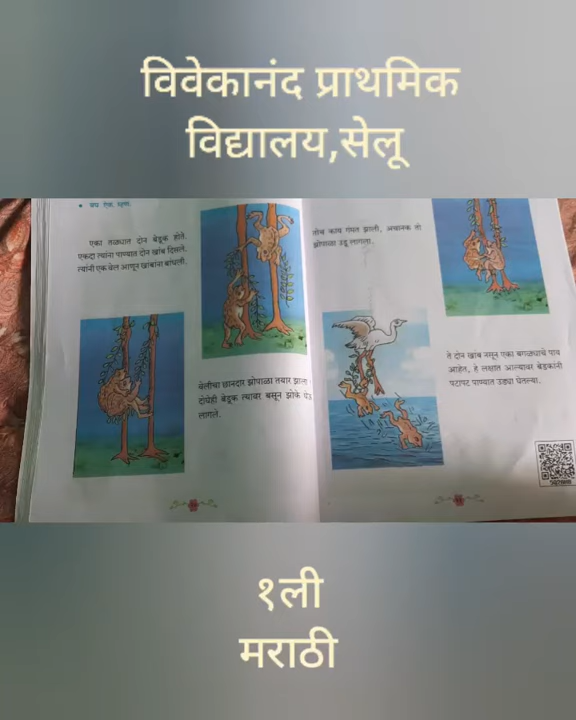 विवेकानंद प्राथमिक
विद्यालय,सेलू
एका तळ्यात दोन बेडूक होते.
एकदा त्यांना पाण्यात दोन खांब दिसले.
त्यांनी एक वेल आणून खांबांना बांधली.
वेलीचा छानदार झोपाळा तयार झाला
दोघेही बेडूक त्यावर बसून झोके घेऊ
लागले.
तोच काय गंमत झाली, अचानक तो
झोपाळा उडू लागला.
ते दोन खांब नसून एका बगळ्याचे पाय
आहेत, हे लक्षात आल्यावर बेडकांनी
पटापट पाण्यात उड्या घेतल्या.
१ली
मराठी